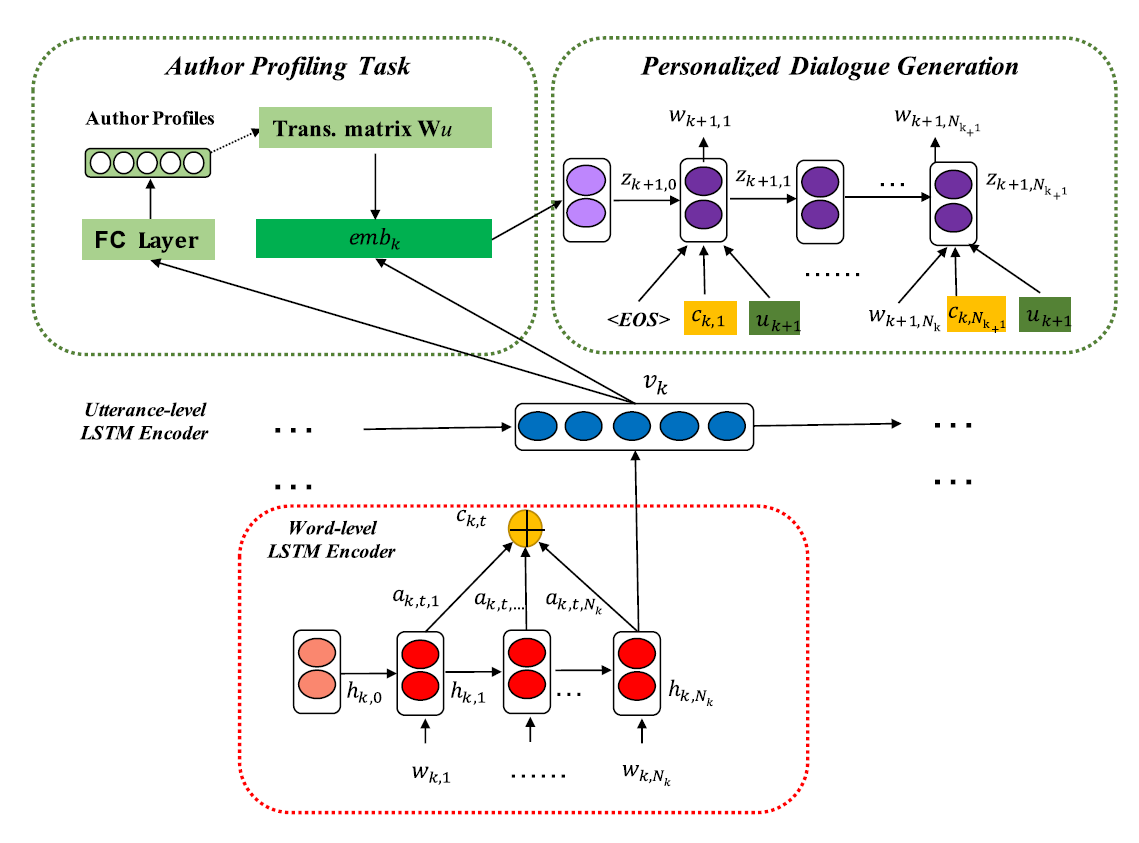 Author Profiling Task
Author Profiles
Trans. matrix Wu
FC Layer
emb_k
Personalized Dialogue Generation
w_{k+1,1}
w_{k+1,N_{k+1}}
z_{k+1,0}
z_{k+1,1}
...
z_{k+1,N_{k+1}}
......
<EOS>
c_{k,1}
u_{k+1}
w_{k+1,N_k}
c_{k,N_{k+1}}
u_{k+1}
v_k
Utterance-level
LSTM Encoder
...
...
...
...
Word-level
LSTM Encoder
c_{k,t}
a_{k,t,1}
a_{k,t,...}
a_{k,t,N_k}
h_{k,0}
h_{k,1}
...
h_{k,N_k}
w_{k,1}
......
w_{k,N_k}